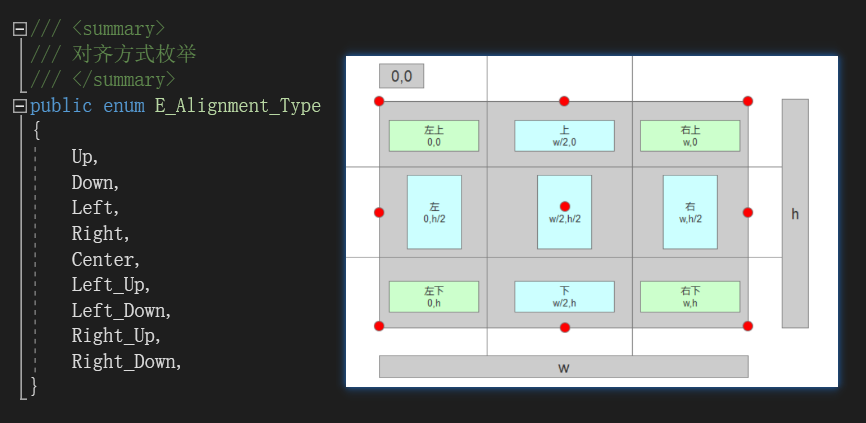 /// <summary>
/// 对齐方式枚举
/// </summary>
public enum E_Alignment_Type
{
Up,
Down,
Left,
Right,
Center,
Left_Up,
Left_Down,
Right_Up,
Right_Down,
}
0,0
左上
0,0
上
w/2,0
右上
w,0
左
0,h/2
w/2,h/2
右
w,h/2
左下
0,h
下
w/2,h
右下
w,h
h
w